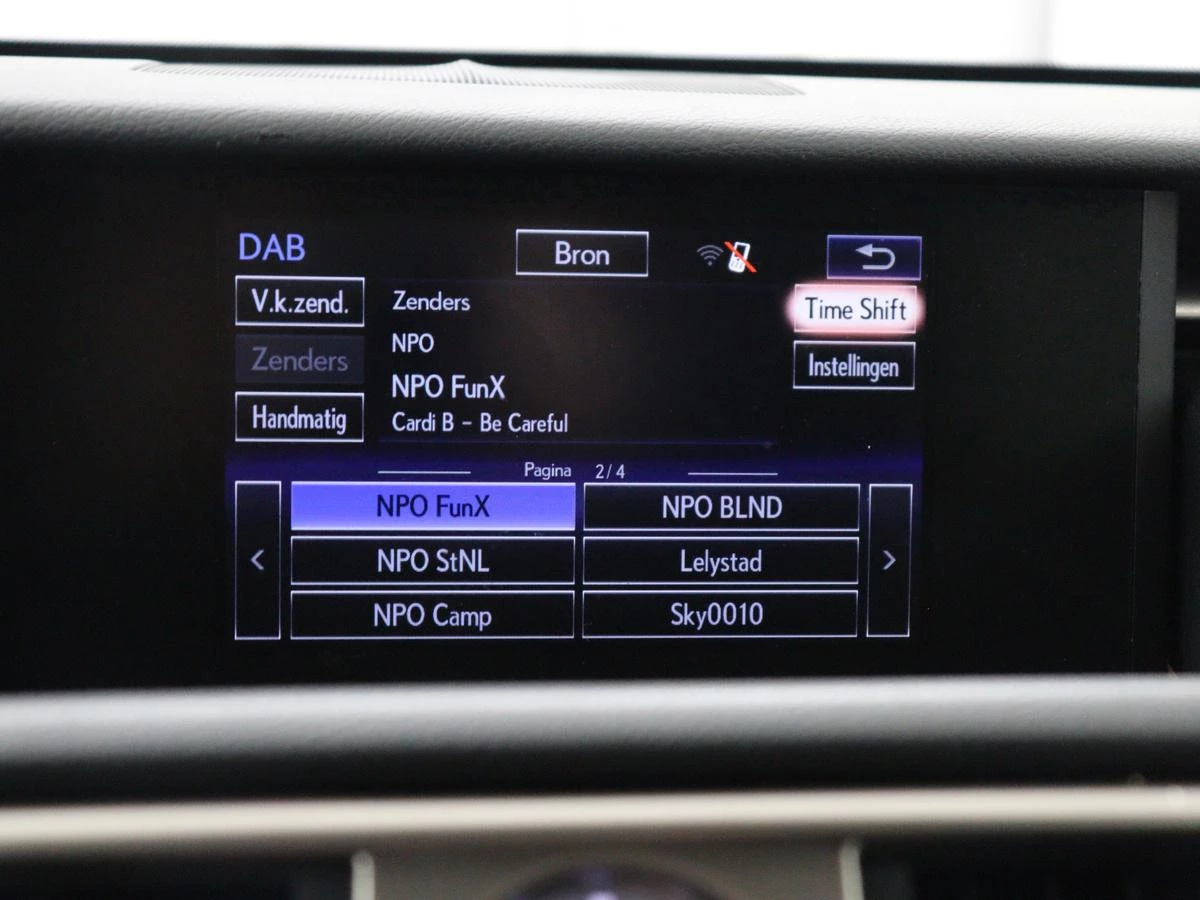 DAB
Bron
V.k.zend.
Zenders
Time Shift
Zenders
NPO
Instellingen
NPO FunX
Handmatig
Cardi B - Be Careful
Pagina 2/4
NPO FunX
NPO BLND
<
NPO StNL
Lelystad
>
NPO Camp
Sky0010